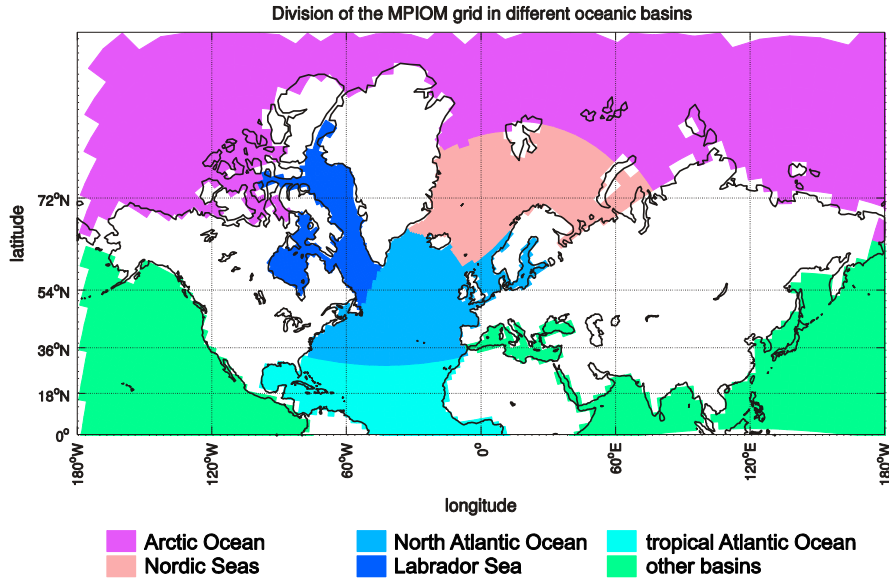 Division of the MPIOM grid in different oceanic basins
latitude
72°N
54°N
36°N
18°N
0°
180°W
120°W
60°W
0°
60°E
120°E
180°W
longitude
Arctic Ocean
North Atlantic Ocean
tropical Atlantic Ocean
Nordic Seas
Labrador Sea
other basins